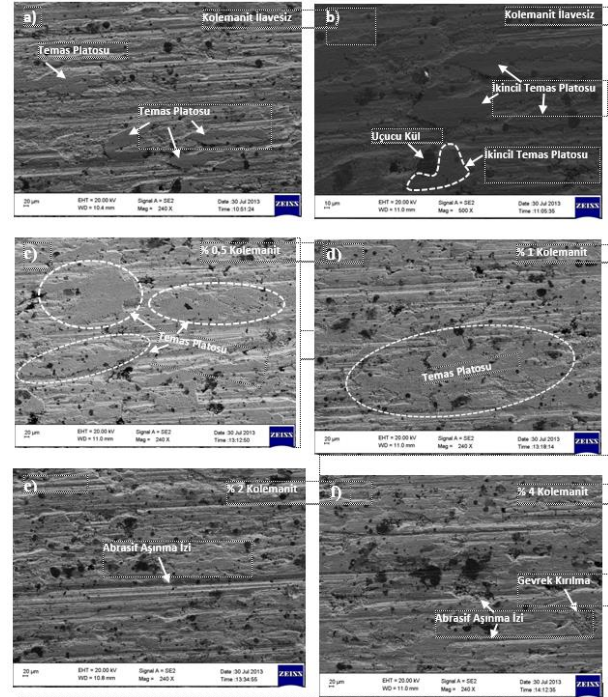 a)
Kolemanit İlavesiz
Temas Platosu
Temas Platosu
20 µm
EHT = 20.00 kV
WD = 10.4 mm
Signal A = SE2
Mag = 240 X
Date :30 Jul 2013
Time :10:51:24
ZEISS
b)
Kolemanit İlavesiz
İkincil Temas Platosu
Uçucu Kül
İkincil Temas Platosu
10 µm
EHT = 20.00 kV
WD = 11.0 mm
Signal A = SE2
Mag = 500 X
Date :30 Jul 2013
Time :11:05:35
ZEISS
c)
% 0,5 Kolemanit
Temas Platosu
20 µm
EHT = 20.00 kV
WD = 11.0 mm
Signal A = SE2
Mag = 240 X
Date :30 Jul 2013
Time :13:12:50
ZEISS
d)
% 1 Kolemanit
Temas Platosu
20 µm
EHT = 20.00 kV
WD = 11.0 mm
Signal A = SE2
Mag = 240 X
Date :30 Jul 2013
Time :13:18:14
ZEISS
e)
% 2 Kolemanit
Abrasif Aşınma İzi
20 µm
EHT = 20.00 kV
WD = 10.8 mm
Signal A = SE2
Mag = 240 X
Date :30 Jul 2013
Time :13:34:55
ZEISS
f)
% 4 Kolemanit
Gevrek Kırılma
Abrasif Aşınma İzi
20 µm
EHT = 20.00 kV
WD = 11.0 mm
Signal A = SE2
Mag = 240 X
Date :30 Jul 2013
Time :14:12:35
ZEISS